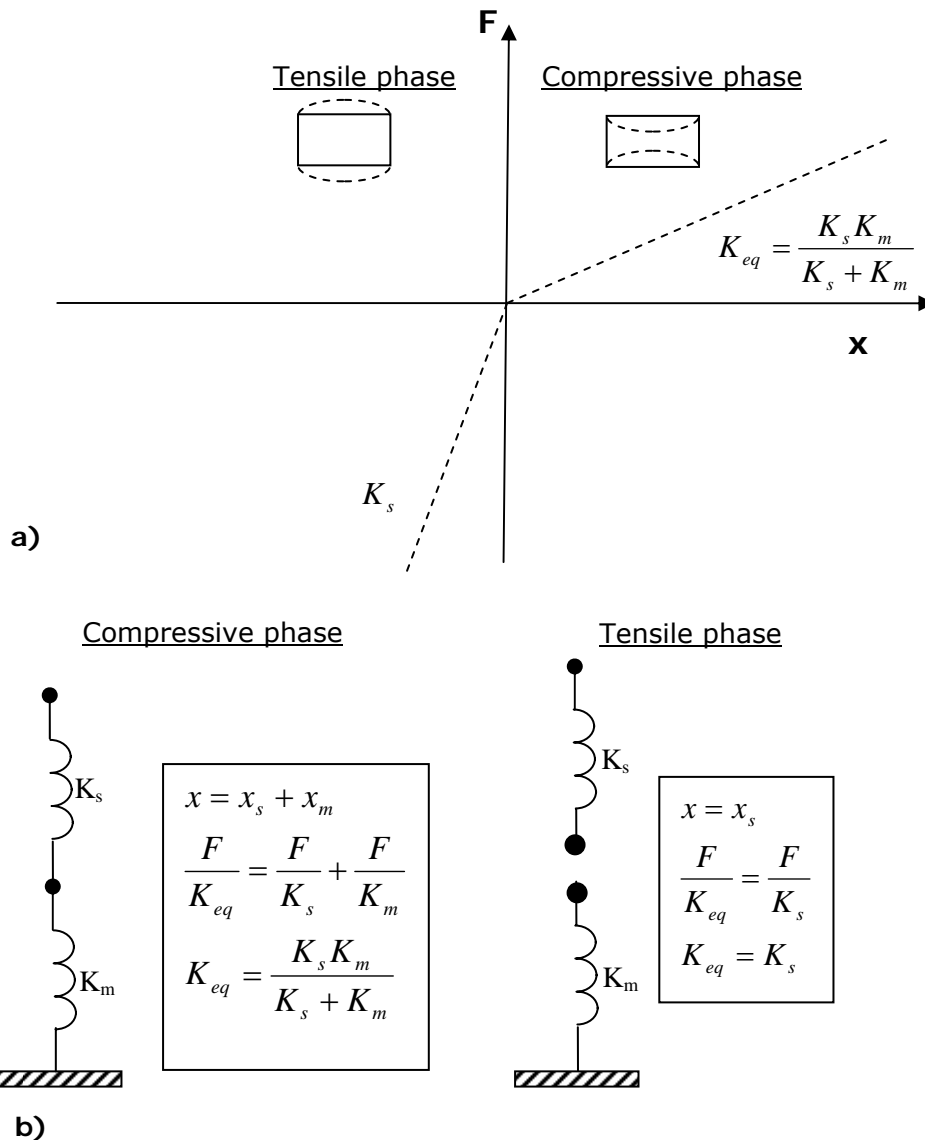 F
Tensile phase
Compressive phase
K_eq = K_s K_m / (K_s + K_m)
x
K_s
a)
Compressive phase
Tensile phase
K_s
x = x_s + x_m
F / K_eq = F / K_s + F / K_m
K_eq = K_s K_m / (K_s + K_m)
K_m
K_s
x = x_s
F / K_eq = F / K_s
K_eq = K_s
K_m
b)